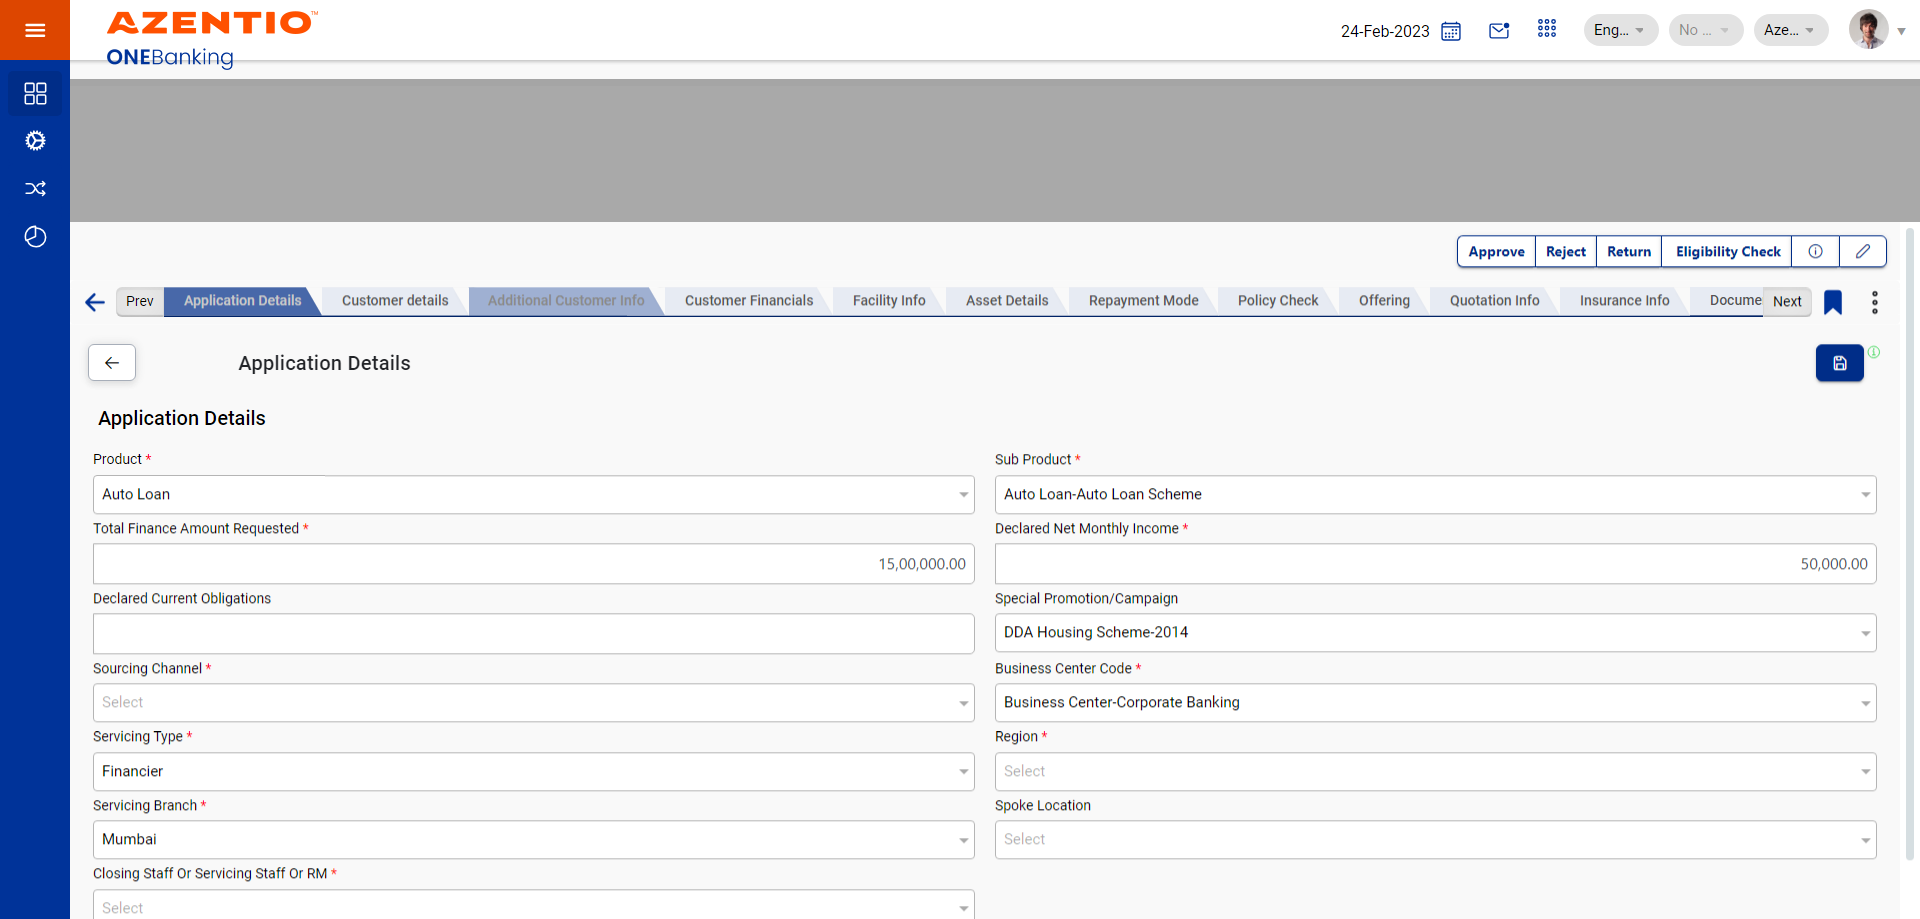 AZENTIO™
ONEBanking
24-Feb-2023
Eng...
No ...
Aze...
Approve
Reject
Return
Eligibility Check
Prev
Application Details
Customer details
Additional Customer Info
Customer Financials
Facility Info
Asset Details
Repayment Mode
Policy Check
Offering
Quotation Info
Insurance Info
Docume
Next
Application Details
Application Details
Product *
Sub Product *
Auto Loan
Auto Loan-Auto Loan Scheme
Total Finance Amount Requested *
Declared Net Monthly Income *
15,00,000.00
50,000.00
Declared Current Obligations
Special Promotion/Campaign
DDA Housing Scheme-2014
Sourcing Channel *
Business Center Code *
Select
Business Center-Corporate Banking
Servicing Type *
Region *
Financier
Select
Servicing Branch *
Spoke Location
Mumbai
Select
Closing Staff Or Servicing Staff Or RM *
Select